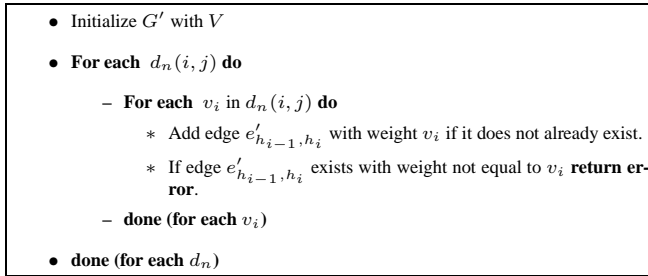 • Initialize G′ with V
• For each d_n(i, j) do
– For each v_i in d_n(i, j) do
∗ Add edge e′_{h_{i−1},h_i} with weight v_i if it does not already exist.
∗ If edge e′_{h_{i−1},h_i} exists with weight not equal to v_i return er-
ror.
– done (for each v_i)
• done (for each d_n)